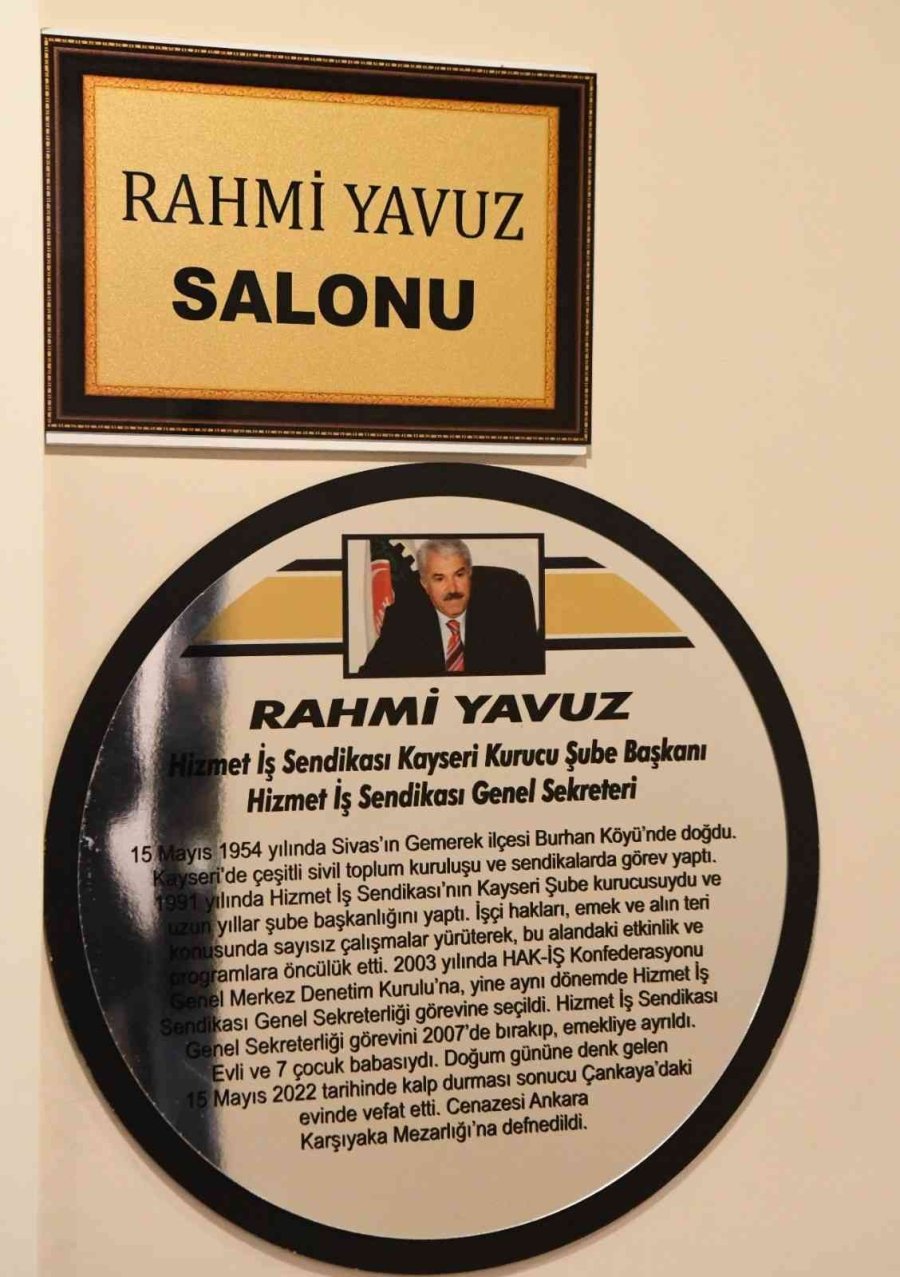 RAHMİ YAVUZ
SALONU
RAHMİ YAVUZ
Hizmet İş Sendikası Kayseri Kurucu Şube Başkanı
Hizmet İş Sendikası Genel Sekreteri
15 Mayıs 1954 yılında Sivas'ın Gemerek ilçesi Burhan Köyü'nde doğdu.
Kayseri'de çeşitli sivil toplum kuruluşu ve sendikalarda görev yaptı.
1991 yılında Hizmet İş Sendikası'nın Kayseri Şube kurucusuydu ve
uzun yıllar şube başkanlığını yaptı. İşçi hakları, emek ve alın teri
konusunda sayısız çalışmalar yürüterek, bu alandaki etkinlik ve
programlara öncülük etti. 2003 yılında HAK-İŞ Konfederasyonu
Genel Merkez Denetim Kurulu'na, yine aynı dönemde Hizmet İş
Sendikası Genel Sekreterliği görevine seçildi. Hizmet İş Sendikası
Genel Sekreterliği görevini 2007'de bırakıp, emekliye ayrıldı.
Evli ve 7 çocuk babasıydı. Doğum gününe denk gelen
15 Mayıs 2022 tarihinde kalp durması sonucu Çankaya'daki
evinde vefat etti. Cenazesi Ankara
Karşıyaka Mezarlığı'na defnedildi.